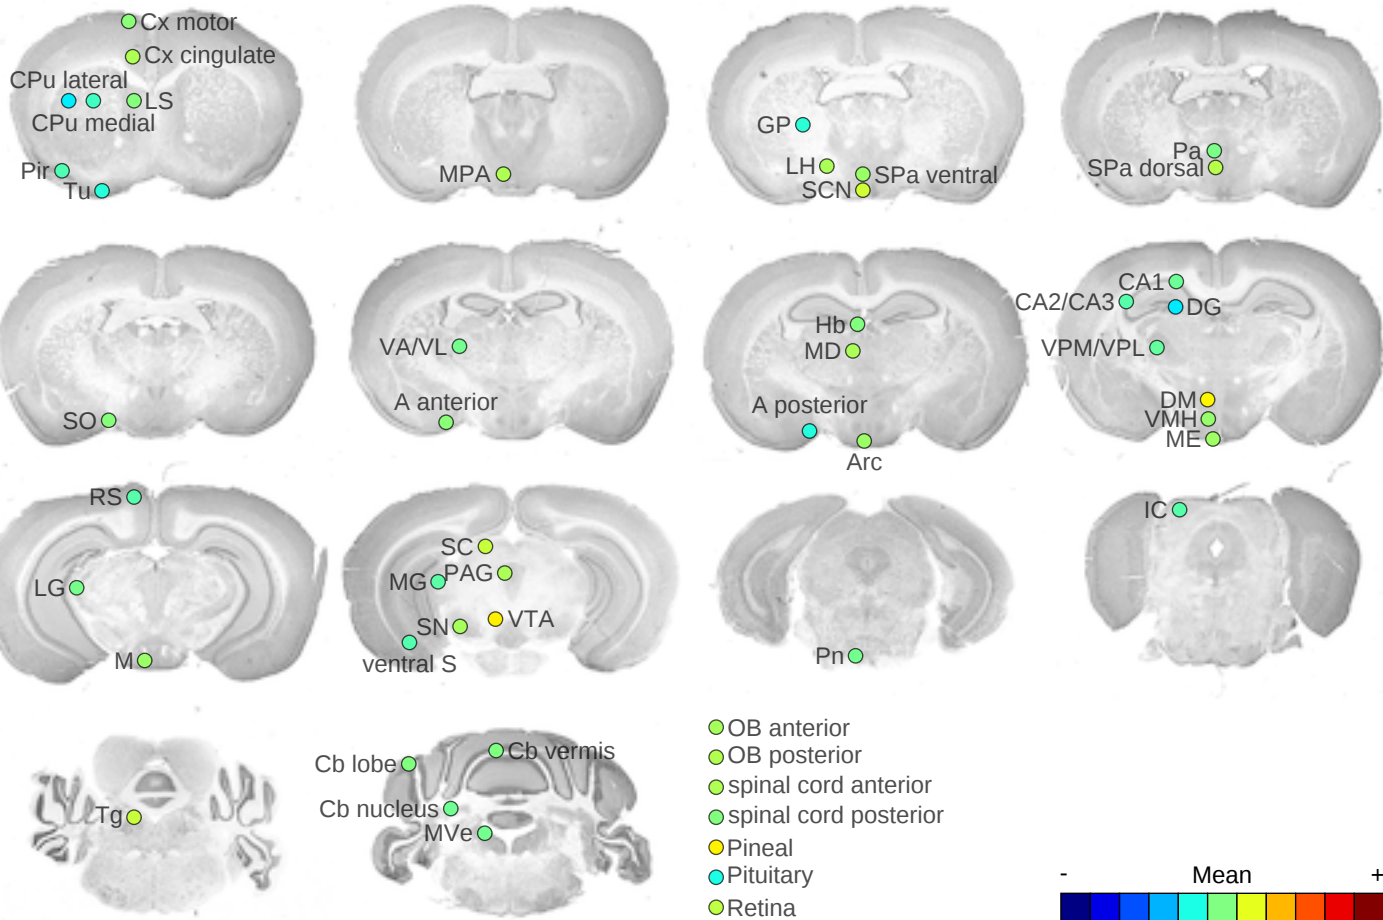 Cx motor
Cx cingulate
CPu lateral
LS
CPu medial
Pir
Tu
MPA
GP
LH
SPa ventral
SCN
Pa
SPa dorsal
SO
VA/VL
A anterior
Hb
MD
A posterior
Arc
CA1
CA2/CA3
DG
VPM/VPL
DM
VMH
ME
RS
LG
M
SC
PAG
MG
VTA
SN
ventral S
Pn
IC
Tg
Cb vermis
Cb lobe
Cb nucleus
MVe
OB anterior
OB posterior
spinal cord anterior
spinal cord posterior
Pineal
Pituitary
Retina
- Mean +